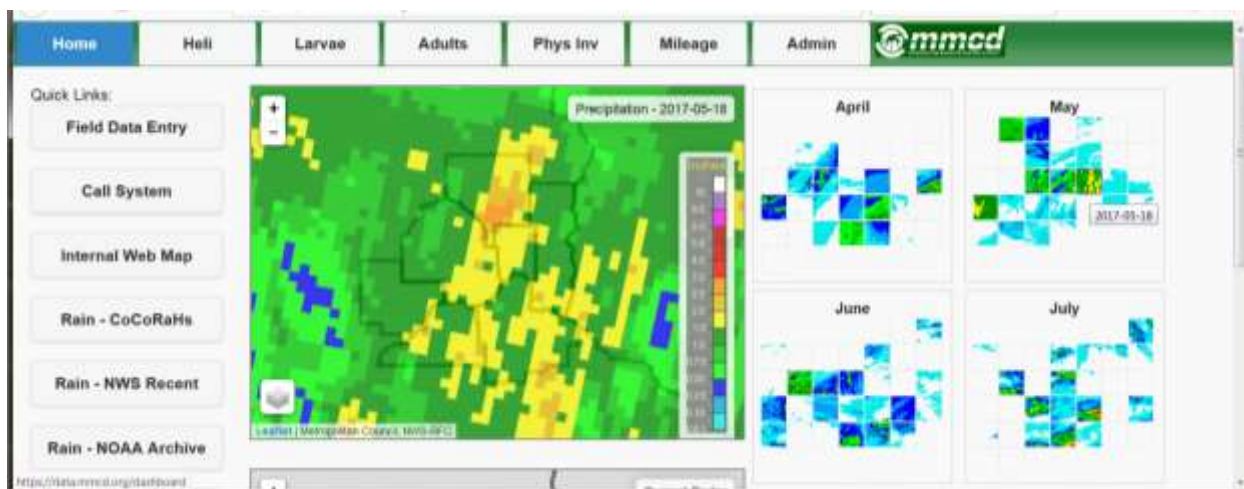 Home
Heli
Larvae
Adults
Phys Inv
Mileage
Admin
mmcd
Quick Links:
Field Data Entry
Call System
Internal Web Map
Rain - CoCoRaHs
Rain - NWS Recent
Rain - NOAA Archive
https://data.mmcd.org/dashboard
+
-
Precipitation - 2017-05-18
Leaflet | Metropolitan Council, NWS-RFC
April
May
2017-05-18
June
July